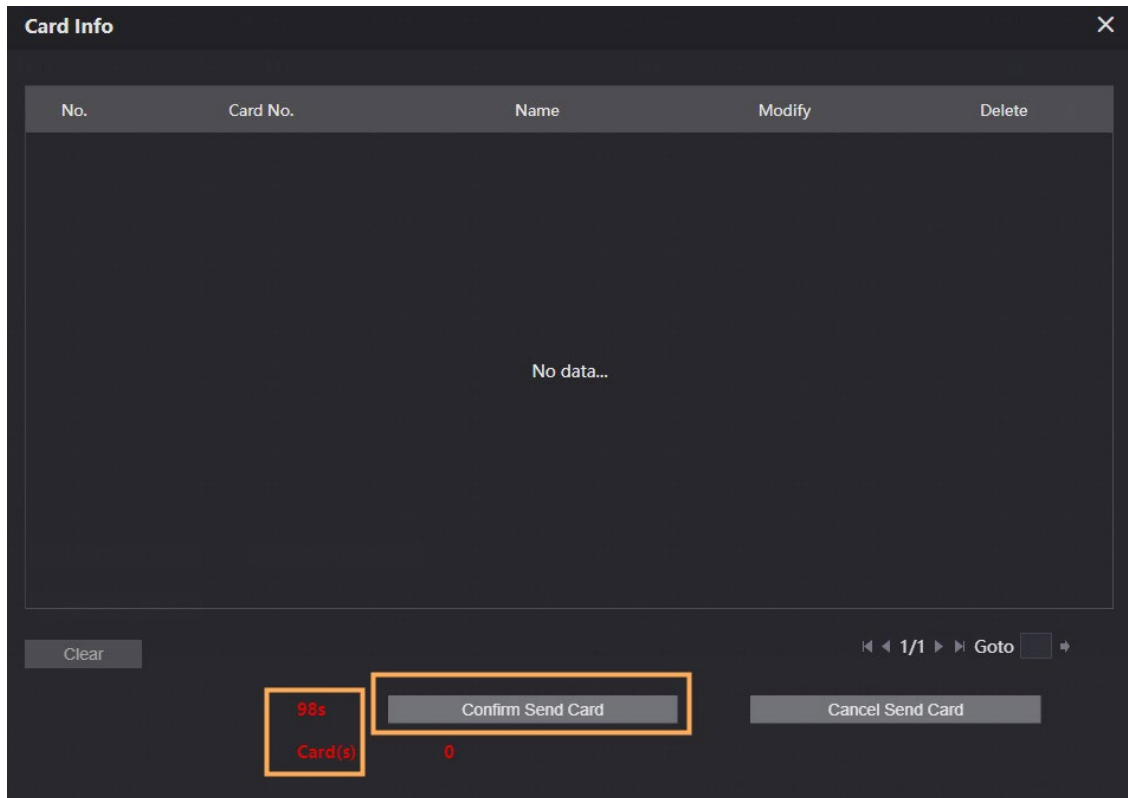 Card Info
No. Card No. Name Modify Delete
No data...
Clear 1/1 Goto
98s Confirm Send Card Cancel Send Card
Card(s) 0